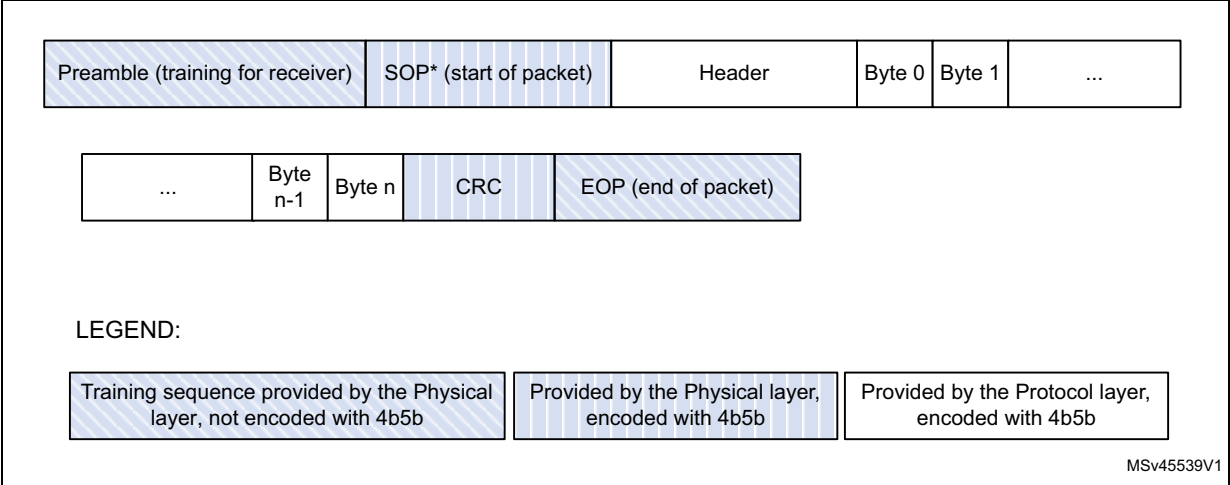 Preamble (training for receiver) SOP* (start of packet) Header Byte 0 Byte 1 ...
... Byte n-1 Byte n CRC EOP (end of packet)
LEGEND:
Training sequence provided by the Physical
layer, not encoded with 4b5b
Provided by the Physical layer,
encoded with 4b5b
Provided by the Protocol layer,
encoded with 4b5b
MSv45539V1